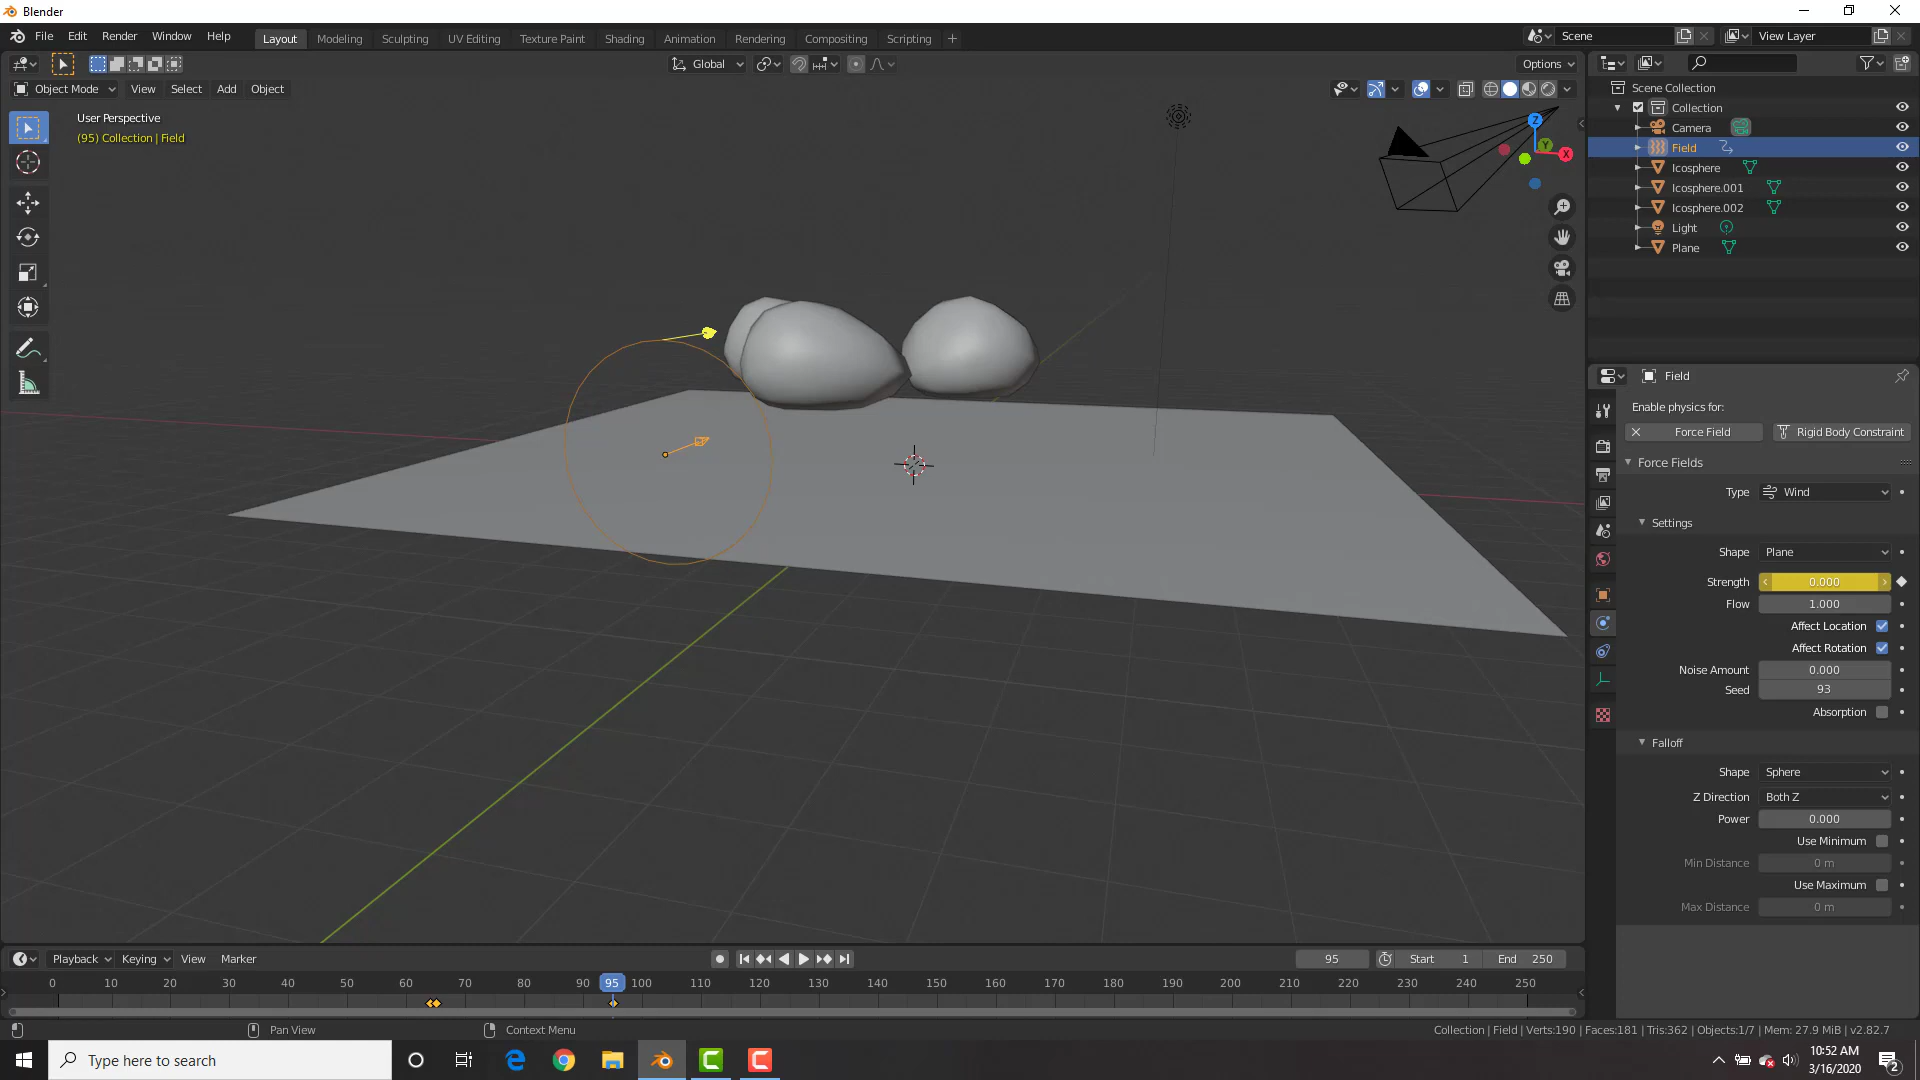 Blender
File Edit Render Window Help Layout Modeling Sculpting UV Editing Texture Paint Shading Animation Rendering Compositing Scripting + Scene View Layer
Global Options
Object Mode View Select Add Object
User Perspective
(95) Collection | Field
Z
Y
X
Scene Collection
Collection
Camera
Field
Icosphere
Icosphere.001
Icosphere.002
Light
Plane
Field
Enable physics for:
Force Field Rigid Body Constraint
Force Fields
Type Wind
Settings
Shape Plane
Strength 0.000
Flow 1.000
Affect Location
Affect Rotation
Noise Amount 0.000
Seed 93
Absorption
Falloff
Shape Sphere
Z Direction Both Z
Power 0.000
Use Minimum
Min Distance 0 m
Use Maximum
Max Distance 0 m
Playback Keying View Marker 95 Start 1 End 250
0 10 20 30 40 50 60 70 80 90 95 100 110 120 130 140 150 160 170 180 190 200 210 220 230 240 250
Pan View Context Menu Collection | Field | Verts:190 | Faces:181 | Tris:362 | Objects:1/7 | Mem: 27.9 MiB | v2.82.7
Type here to search
10:52 AM
3/16/2020
2